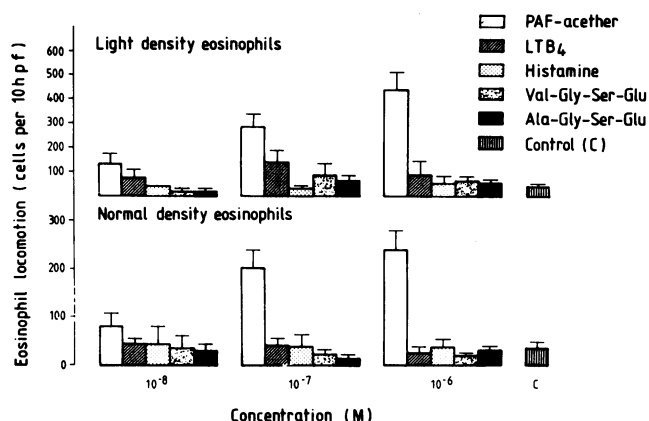 PAF-acether
LTB4
Histamine
Val-Gly-Ser-Glu
Ala-Gly-Ser-Glu
Control (C)
Light density eosinophils
600
500
400
300
200
100
Normal density eosinophils
300
200
100
0
Eosinophil locomotion (cells per 10hpf)
10-8
10-7
10-6
C
Concentration (M)